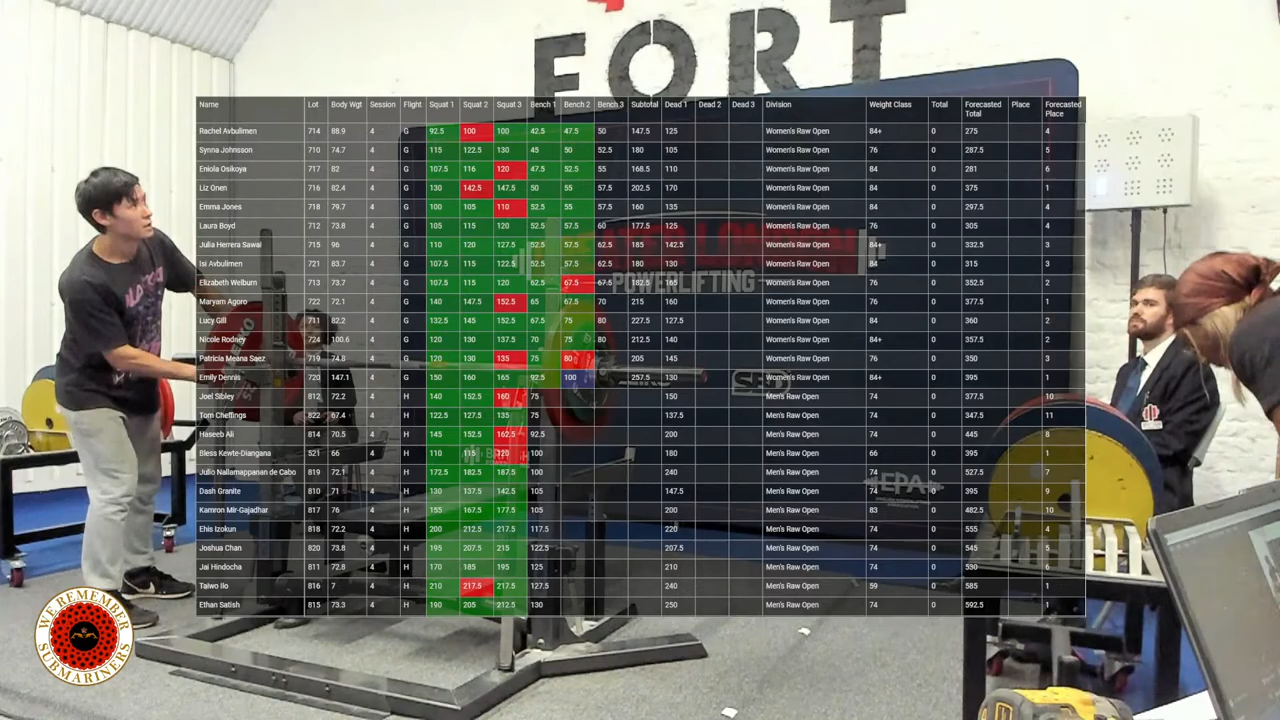 FORT
Name Lot Body Wgt Session Flight Squat 1 Squat 2 Squat 3 Bench 1 Bench 2 Bench 3 Subtotal Dead 1 Dead 2 Dead 3 Division Weight Class Total Forecasted Total Place Forecasted Place
Rachel Avbulimen 714 88.9 4 G 92.5 100 100 42.5 47.5 50 147.5 125 Women's Raw Open 84+ 0 275 4
Synna Johnsson 710 74.7 4 G 115 122.5 130 45 50 52.5 180 105 Women's Raw Open 76 0 287.5 5
Eniola Osikoya 717 82 4 G 107.5 116 120 47.5 52.5 55 168.5 110 Women's Raw Open 84 0 281 6
Liz Onen 716 82.4 4 G 130 142.5 147.5 50 55 57.5 202.5 170 Women's Raw Open 84 0 375 1
Emma Jones 718 79.7 4 G 100 105 110 52.5 55 57.5 160 135 Women's Raw Open 84 0 297.5 4
Laura Boyd 712 73.8 4 G 105 115 120 52.5 57.5 60 177.5 125 Women's Raw Open 76 0 305 4
Julia Herrera Sawal 715 96 4 G 110 120 127.5 52.5 57.5 62.5 185 142.5 Women's Raw Open 84+ 0 332.5 3
Isi Avbulimen 721 83.7 4 G 107.5 115 122.5 52.5 57.5 62.5 180 130 Women's Raw Open 84 0 315 3
Elizabeth Welburn 713 73.7 4 G 107.5 115 120 62.5 67.5 67.5 182.5 165 Women's Raw Open 76 0 352.5 2
Maryam Agoro 722 72.1 4 G 140 147.5 152.5 65 67.5 70 215 160 Women's Raw Open 76 0 377.5 1
Lucy Gill 711 82.2 4 G 132.5 145 152.5 67.5 75 80 227.5 127.5 Women's Raw Open 84 0 360 2
Nicole Rodney 724 100.6 4 G 120 130 137.5 70 75 80 212.5 140 Women's Raw Open 84+ 0 357.5 2
Patricia Meana Saez 719 74.8 4 G 120 130 135 75 80 205 145 Women's Raw Open 76 0 350 3
Emily Dennis 720 147.1 4 G 150 160 165 92.5 100 257.5 130 Women's Raw Open 84+ 0 395 1
Joel Sibley 812 72.2 4 H 140 152.5 160 75 150 Men's Raw Open 74 0 377.5 10
Tom Cheffings 822 67.4 4 H 122.5 127.5 135 75 137.5 Men's Raw Open 74 0 347.5 11
Haseeb Ali 814 70.5 4 H 145 152.5 162.5 92.5 200 Men's Raw Open 74 0 445 8
Bless Kewte-Diangana 521 66 4 H 110 115 120 100 180 Men's Raw Open 66 0 395 1
Julio Nallamappanan de Cabo 819 72.1 4 H 172.5 182.5 187.5 100 240 Men's Raw Open 74 0 527.5 7
Dash Granite 810 71 4 H 130 137.5 142.5 105 147.5 Men's Raw Open 74 0 395 9
Kamron Mir-Gajadhar 817 76 4 H 155 167.5 177.5 105 200 Men's Raw Open 83 0 482.5 10
Ehis Izokun 818 72.2 4 H 200 212.5 217.5 117.5 220 Men's Raw Open 74 0 555 4
Joshua Chan 820 73.8 4 H 195 207.5 215 122.5 207.5 Men's Raw Open 74 0 545 5
Jai Hindocha 811 72.8 4 H 170 185 195 125 210 Men's Raw Open 74 0 530 6
Taiwo Ilo 816 7 4 H 210 217.5 217.5 127.5 240 Men's Raw Open 59 0 585 1
Ethan Satish 815 73.3 4 H 190 205 212.5 130 250 Men's Raw Open 74 0 592.5 1
POWERLIFTING
SBD
EPA
WE REMEMBER
SUBMARINERS